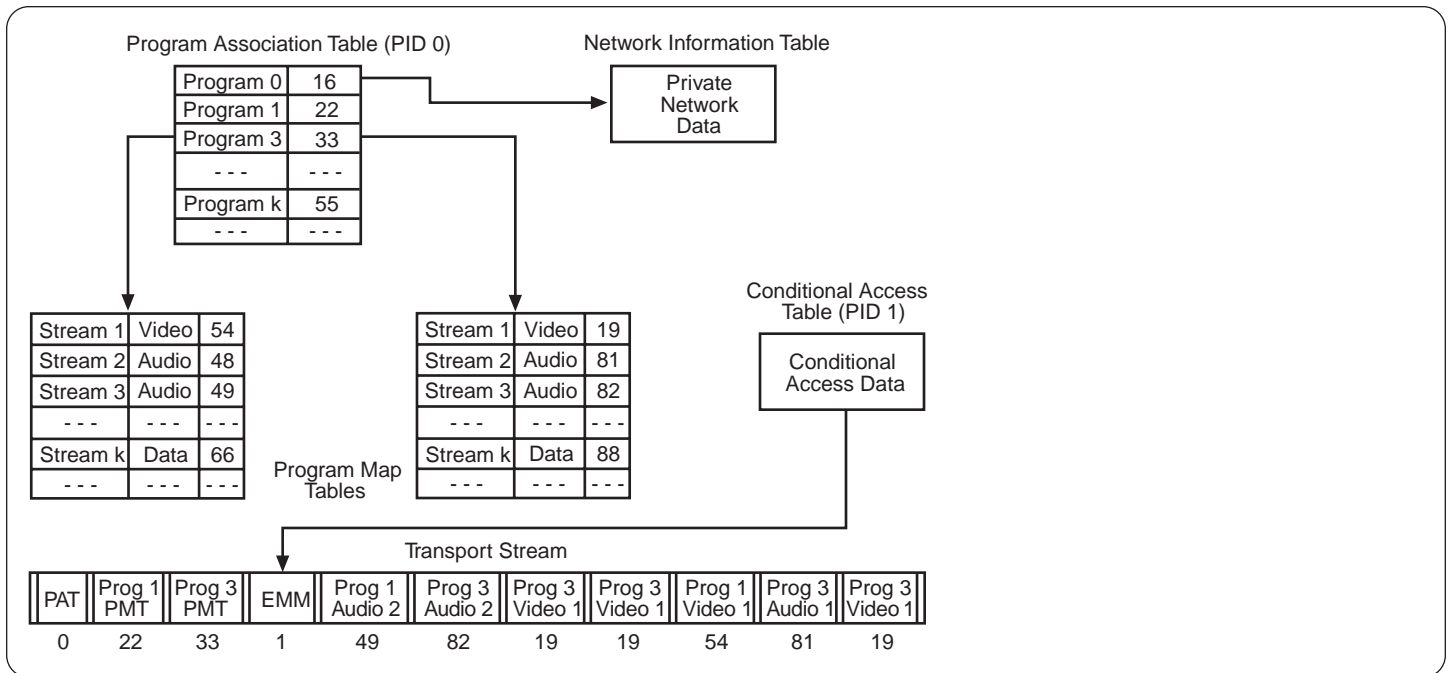 Program Association Table (PID 0)
Network Information Table
Program 0 16
Program 1 22
Program 3 33
- - - - - -
Program k 55
- - - - - -
Private
Network
Data
Stream 1 Video 54
Stream 2 Audio 48
Stream 3 Audio 49
- - - - - - - - -
Stream k Data 66
- - - - - - - - -
Program Map
Tables
Stream 1 Video 19
Stream 2 Audio 81
Stream 3 Audio 82
- - - - - - - - -
Stream k Data 88
- - - - - - - - -
Conditional Access
Table (PID 1)
Conditional
Access Data
Transport Stream
PAT
Prog 1
PMT
Prog 3
PMT
EMM
Prog 1
Audio 2
Prog 3
Audio 2
Prog 3
Video 1
Prog 3
Video 1
Prog 1
Video 1
Prog 3
Audio 1
Prog 3
Video 1
0 22 33 1 49 82 19 19 54 81 19